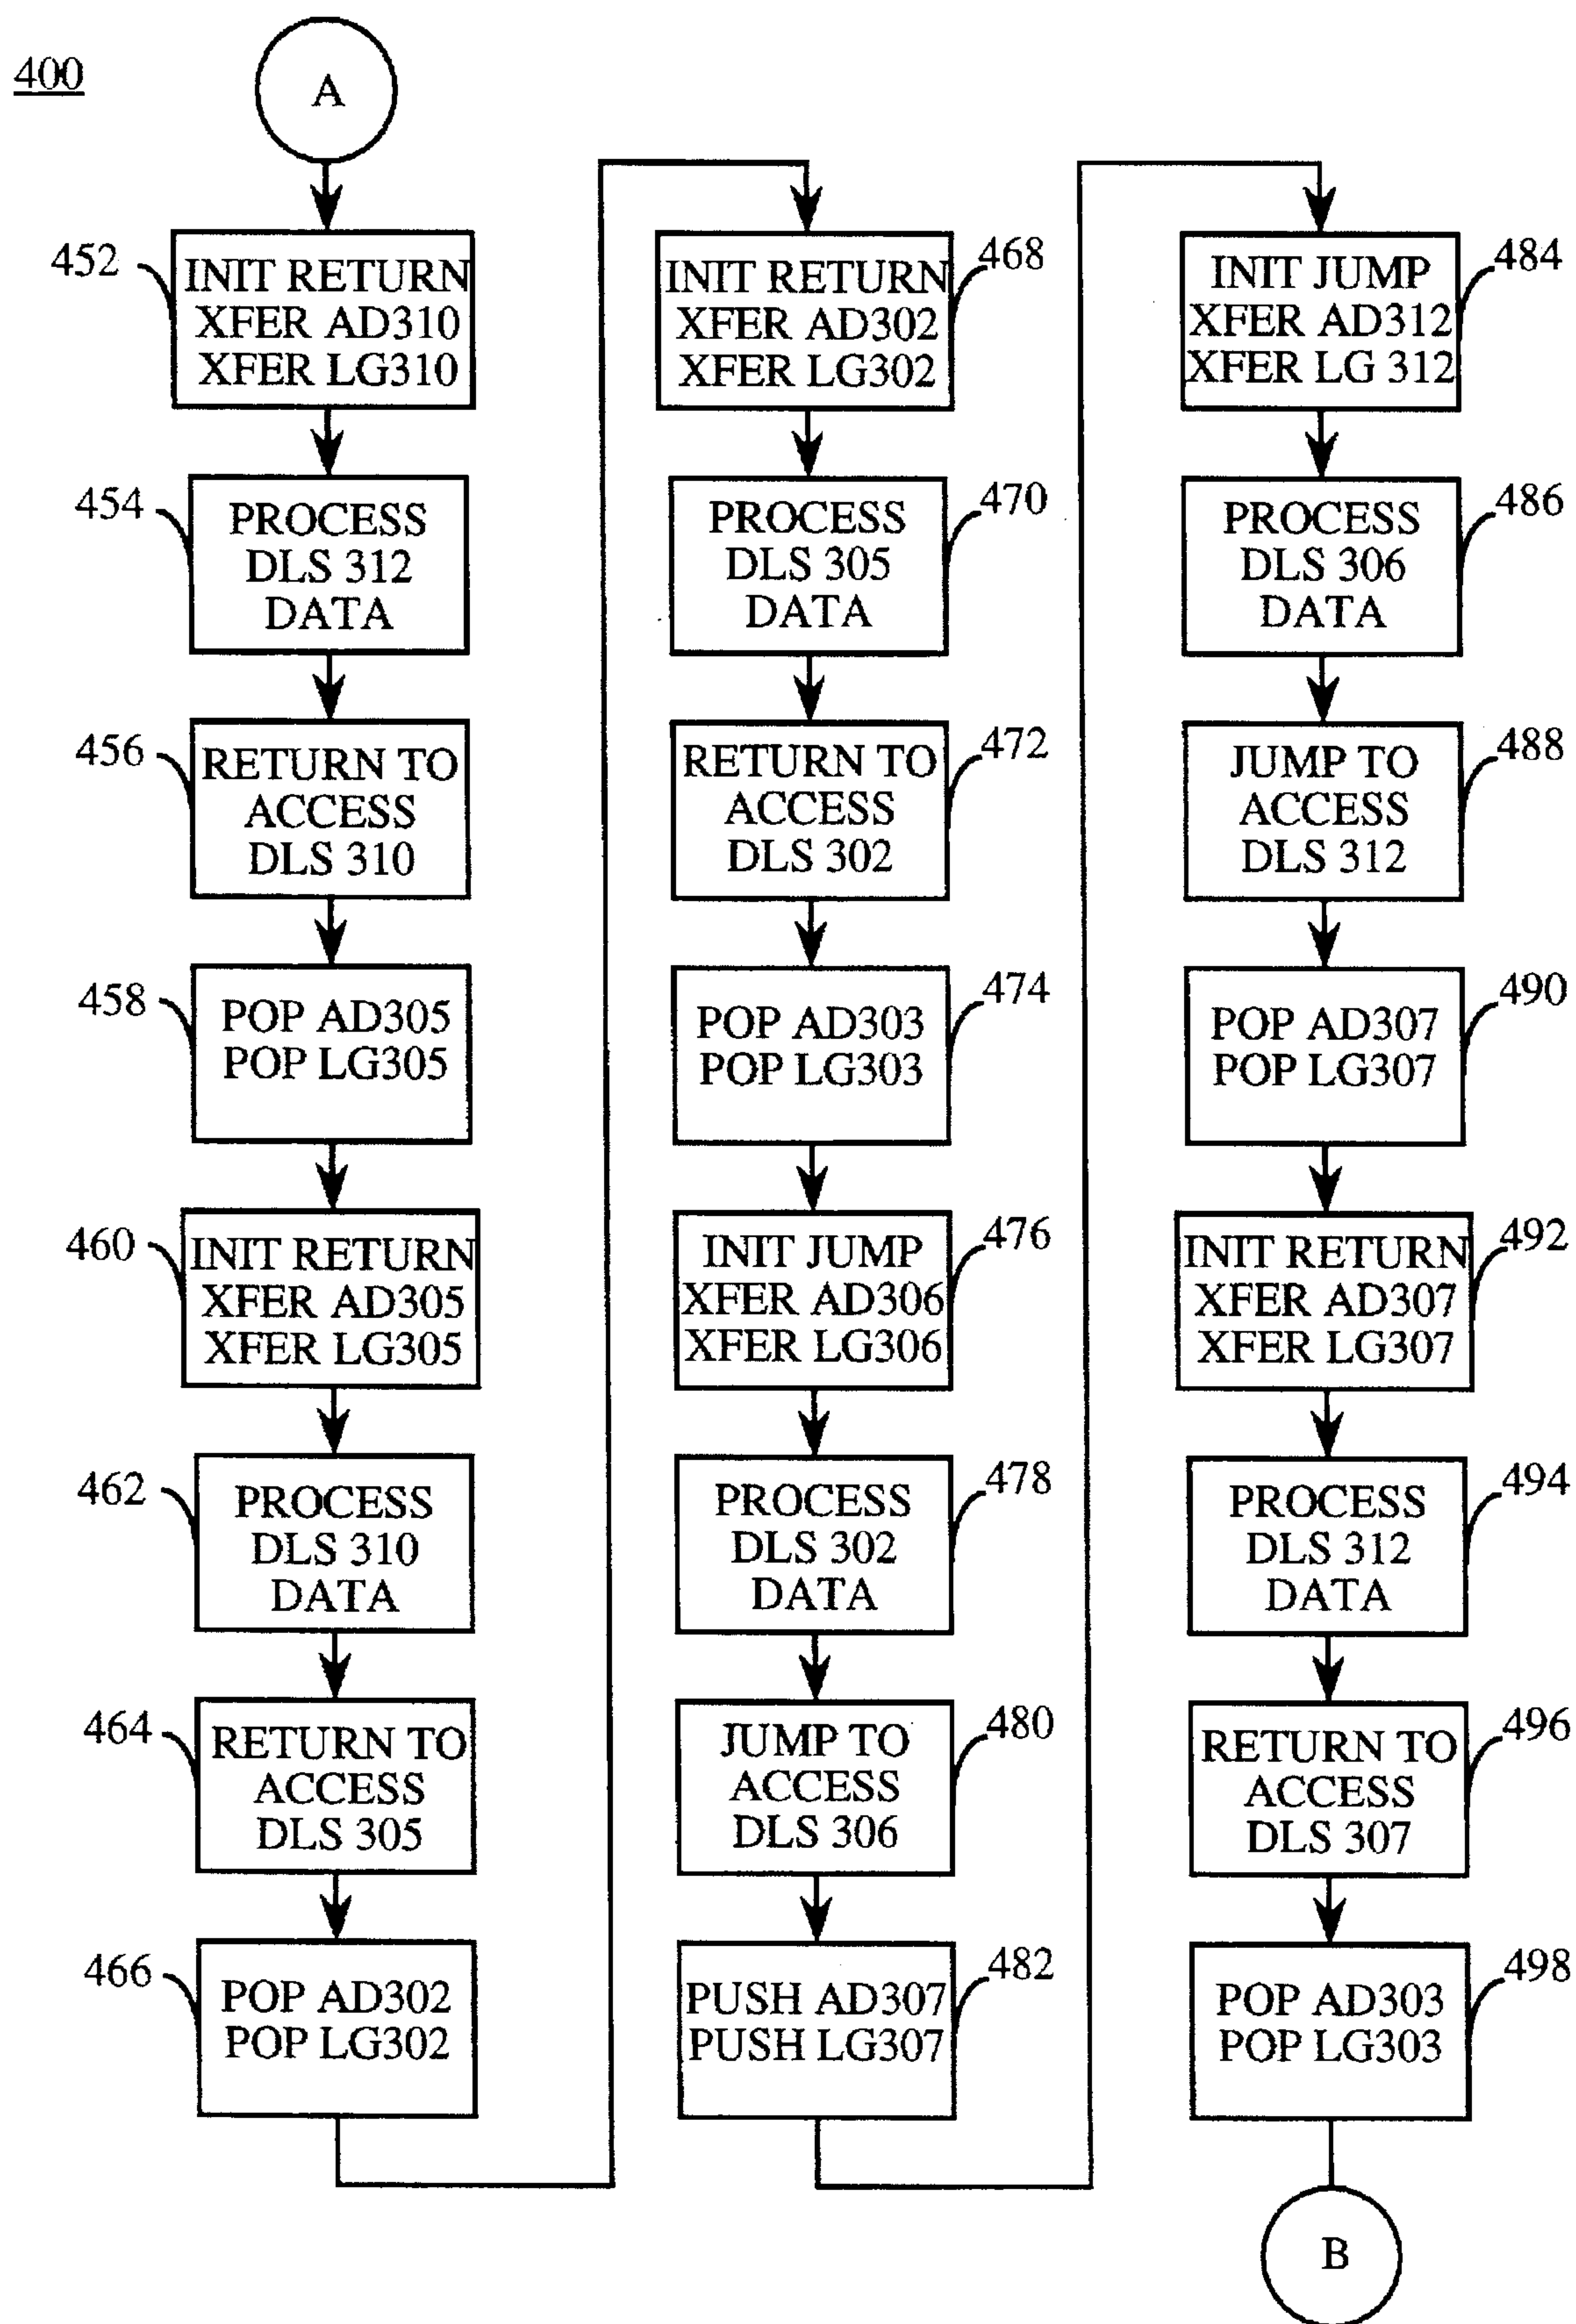 400
A
452
INIT RETURN
XFER AD310
XFER LG310
454
PROCESS
DLS 312
DATA
456
RETURN TO
ACCESS
DLS 310
458
POP AD305
POP LG305
460
INIT RETURN
XFER AD305
XFER LG305
462
PROCESS
DLS 310
DATA
464
RETURN TO
ACCESS
DLS 305
466
POP AD302
POP LG302
468
INIT RETURN
XFER AD302
XFER LG302
470
PROCESS
DLS 305
DATA
472
RETURN TO
ACCESS
DLS 302
474
POP AD303
POP LG303
476
INIT JUMP
XFER AD306
XFER LG306
478
PROCESS
DLS 302
DATA
480
JUMP TO
ACCESS
DLS 306
482
PUSH AD307
PUSH LG307
484
INIT JUMP
XFER AD312
XFER LG 312
486
PROCESS
DLS 306
DATA
488
JUMP TO
ACCESS
DLS 312
490
POP AD307
POP LG307
492
INIT RETURN
XFER AD307
XFER LG307
494
PROCESS
DLS 312
DATA
496
RETURN TO
ACCESS
DLS 307
498
POP AD303
POP LG303
B